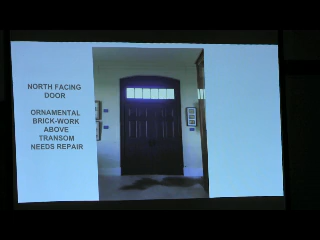 NORTH FACING
DOOR
ORNAMENTAL
BRICK-WORK
ABOVE
TRANSOM
NEEDS REPAIR